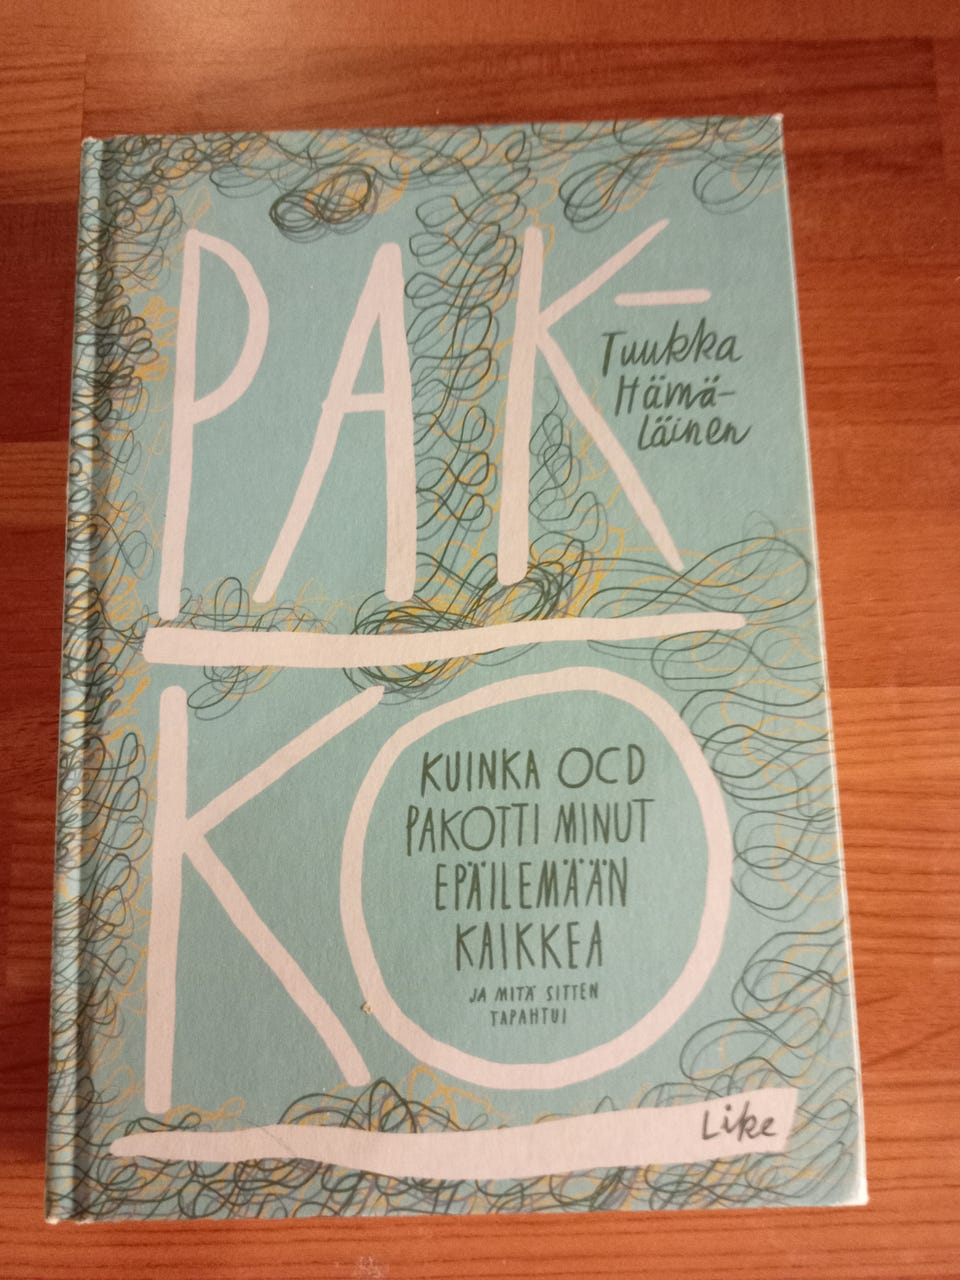 PAK-
Tuukka
Hämä-
läinen
KO
KUINKA OCD
PAKOTTI MINUT
EPÄILEMÄÄN
KAIKKEA
JA MITÄ SITTEN
TAPAHTUI
Like